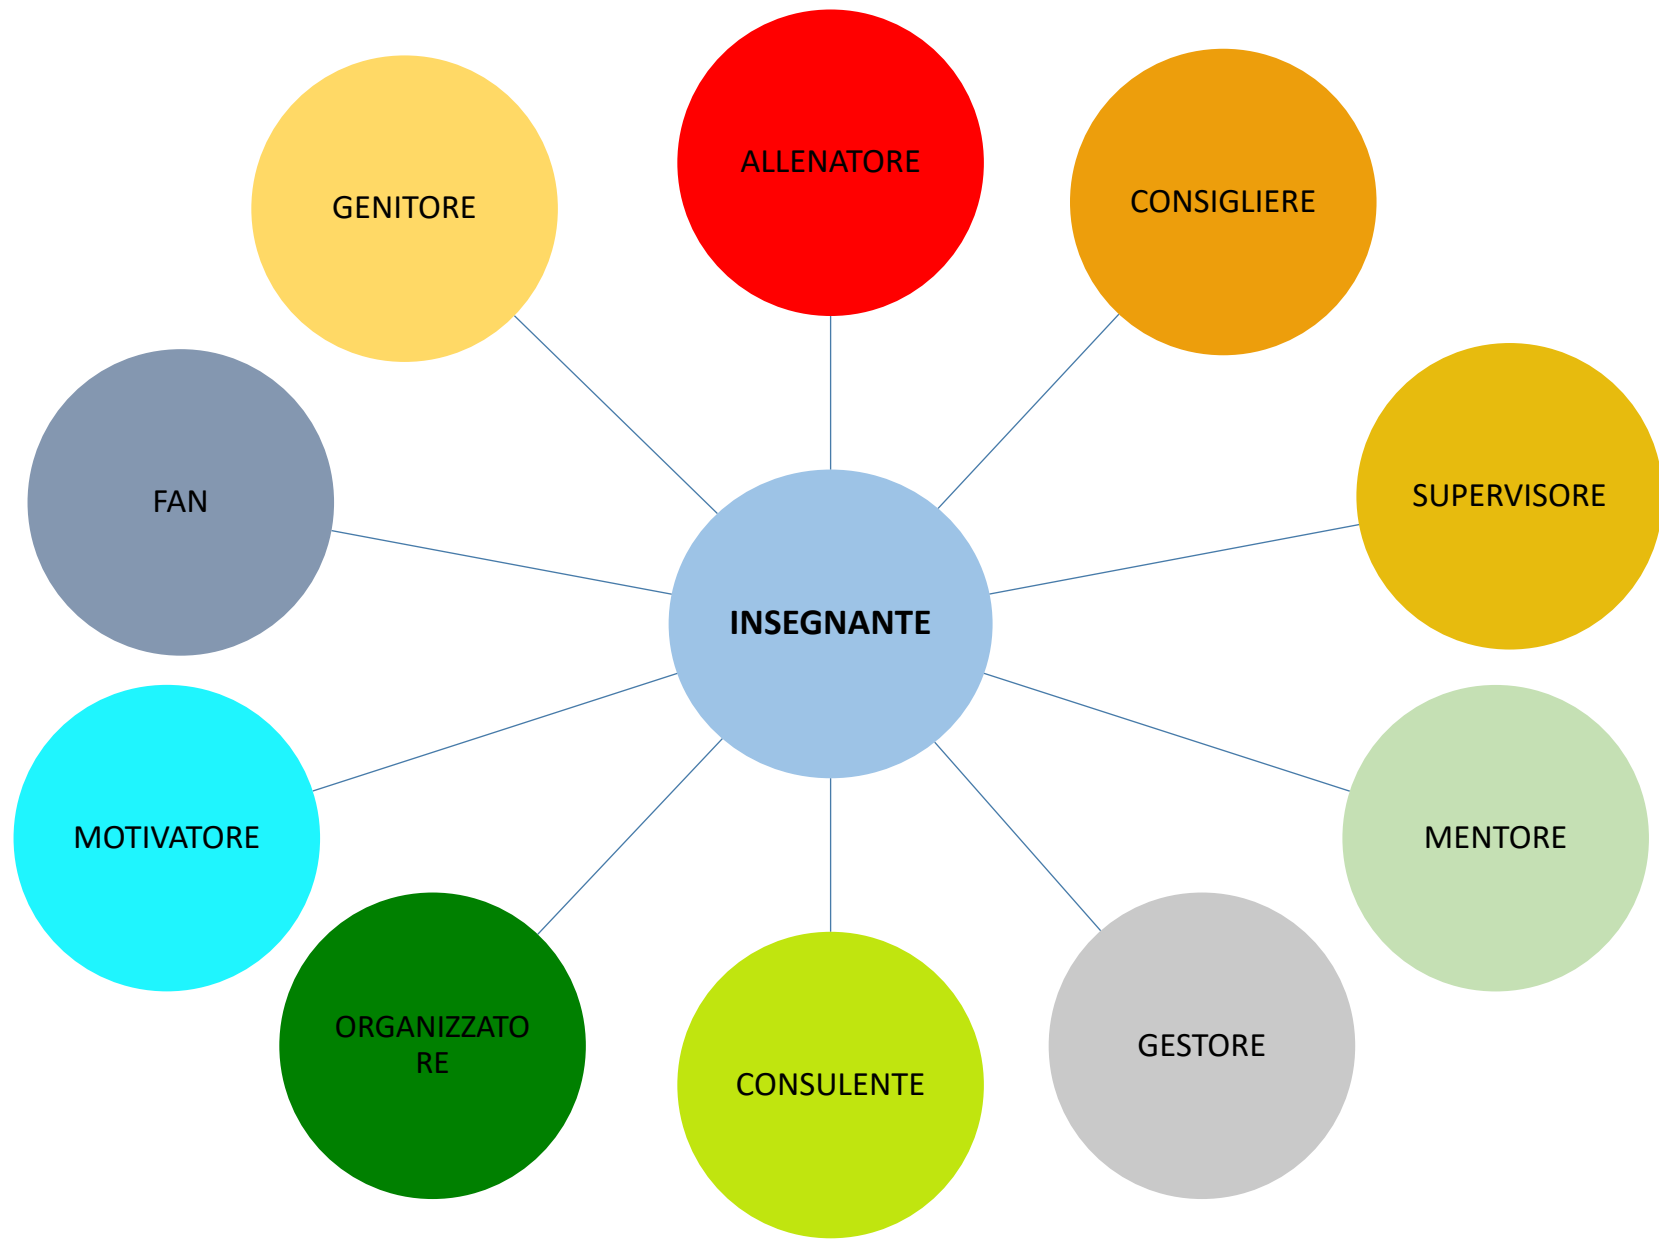 ALLENATORE
CONSIGLIERE
GENITORE
SUPERVISORE
FAN
INSEGNANTE
MOTIVATORE
MENTORE
ORGANIZZATO
RE
GESTORE
CONSULENTE